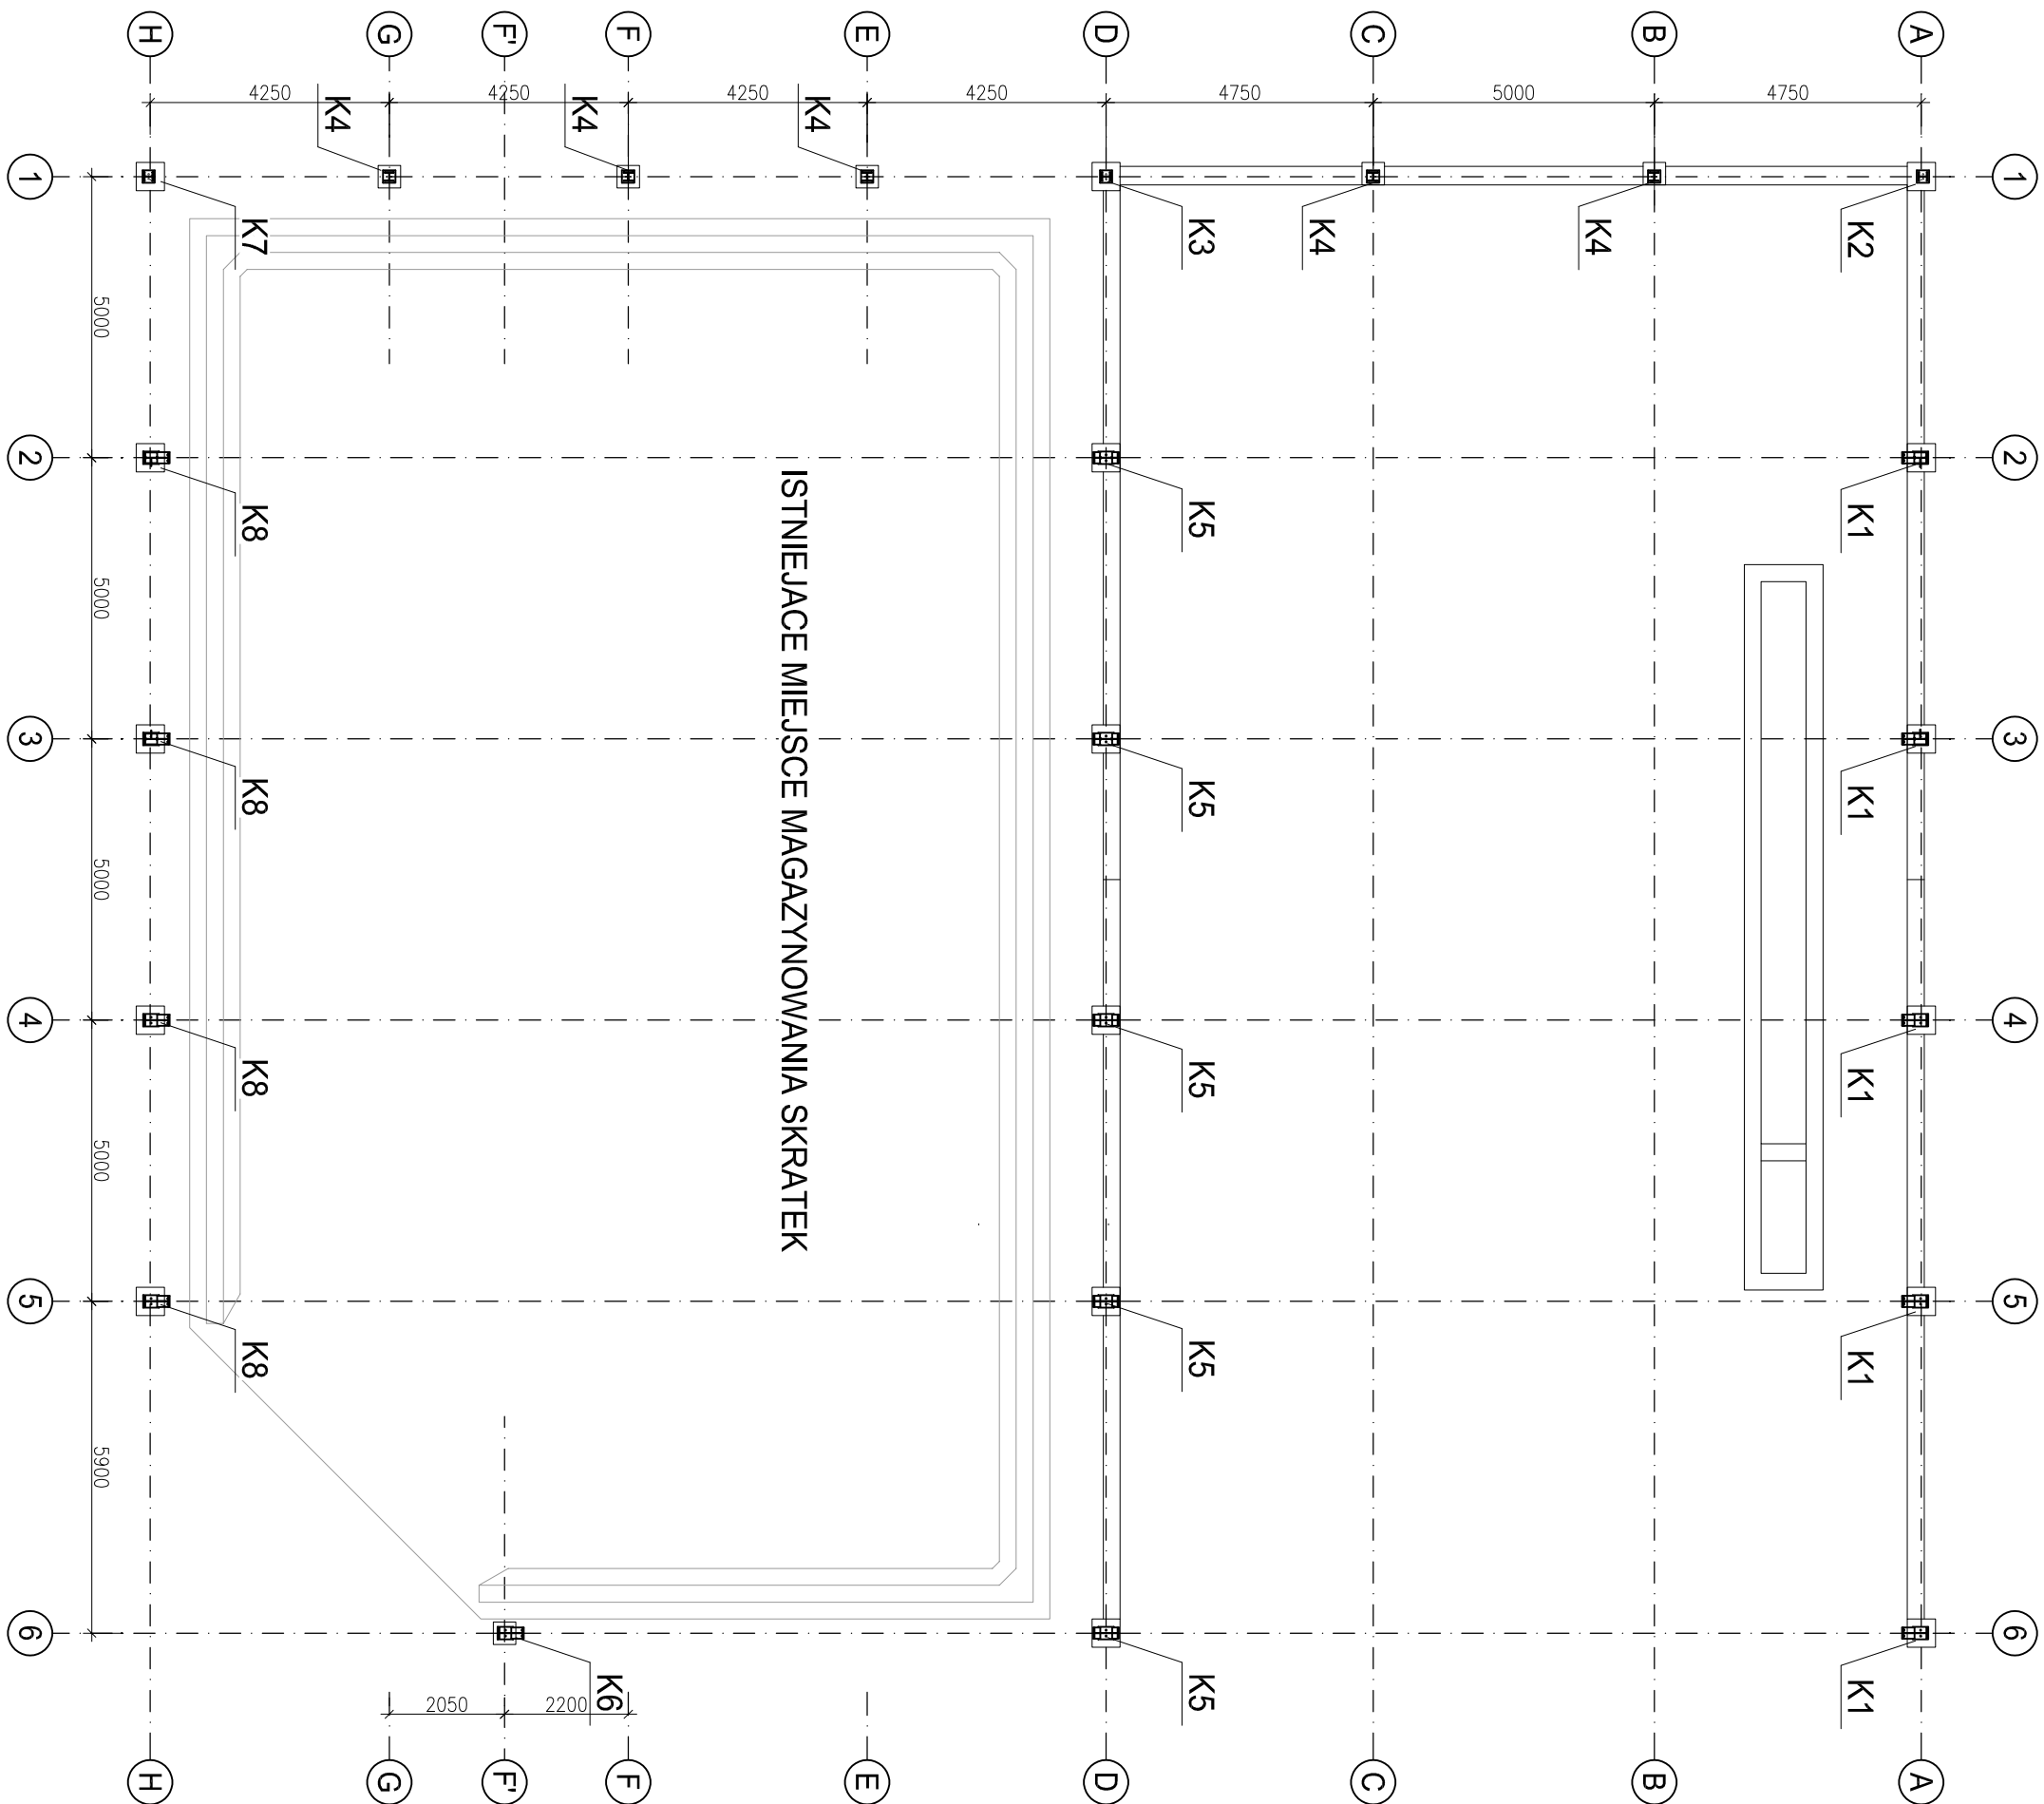 H G F' F E D C B A
4250 4250 4250 4250 4750 5000 4750
K4 K4 K4
1 1
K7 K3 K4 K4 K2
5000
2 2
K8 K5 K1
ISTNIEJACE MIEJSCE MAGAZYNOWANIA SKRATEK
5000
3 3
K8 K5 K1
5000
4 4
K8 K5 K1
5000
5 5
K8 K5 K1
5900
6 6
K6 K5 K1
2050 2200
H G F' F E D C B A